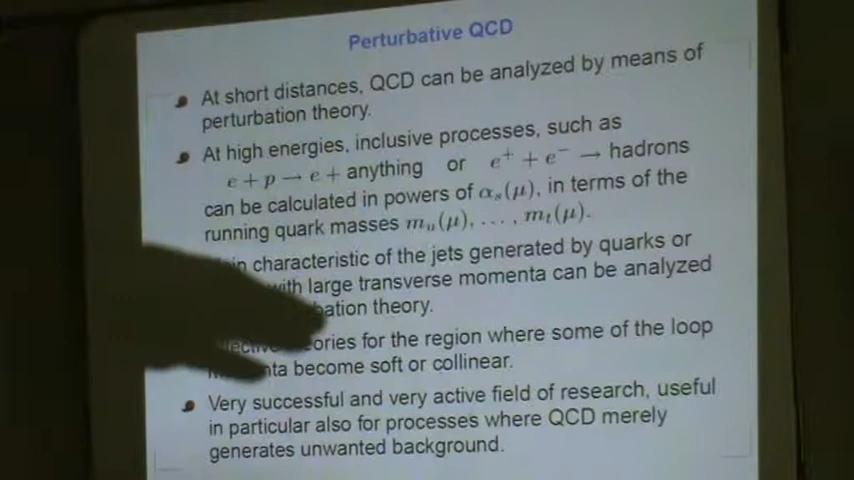 Perturbative QCD
At short distances, QCD can be analyzed by means of
perturbation theory.
At high energies, inclusive processes, such as
e + p → e + anything or e⁺ + e⁻ → hadrons
can be calculated in powers of αₛ(μ), in terms of the
running quark masses mᵤ(μ), … , mₜ(μ).
characteristic of the jets generated by quarks or
with large transverse momenta can be analyzed
theory.
for the region where some of the loop
become soft or collinear.
Very successful and very active field of research, useful
in particular also for processes where QCD merely
generates unwanted background.